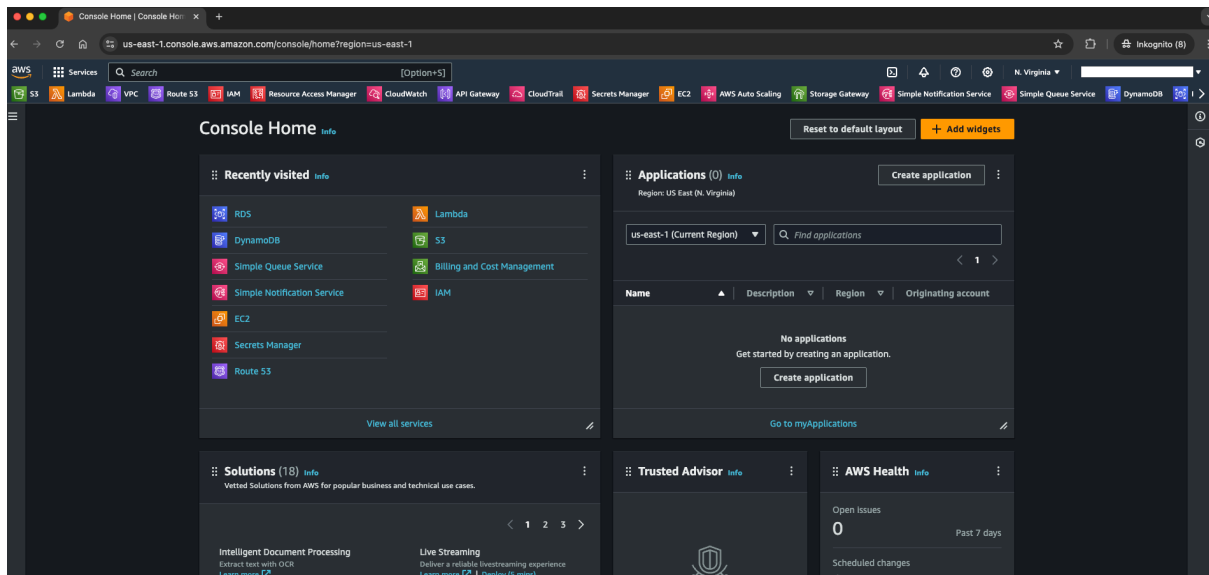 Console Home | Console Hom
us-east-1.console.aws.amazon.com/console/home?region=us-east-1
Inkognito (8)
aws Services Search [Option+S] N. Virginia
S3 Lambda VPC Route 53 IAM Resource Access Manager CloudWatch API Gateway CloudTrail Secrets Manager EC2 AWS Auto Scaling Storage Gateway Simple Notification Service Simple Queue Service DynamoDB
Console Home Info
Reset to default layout + Add widgets
Recently visited Info
RDS
DynamoDB
Simple Queue Service
Simple Notification Service
EC2
Secrets Manager
Route 53
Lambda
S3
Billing and Cost Management
IAM
View all services
Applications (0) Info
Region: US East (N. Virginia)
Create application
us-east-1 (Current Region) Find applications
1
Name Description Region Originating account
No applications
Get started by creating an application.
Create application
Go to myApplications
Solutions (18) Info
Vetted Solutions from AWS for popular business and technical use cases.
1 2 3
Intelligent Document Processing
Extract text with OCR
Learn more
Live Streaming
Deliver a reliable livestreaming experience
Learn more | Deploy (5 mins)
Trusted Advisor Info
AWS Health Info
Open issues
0 Past 7 days
Scheduled changes